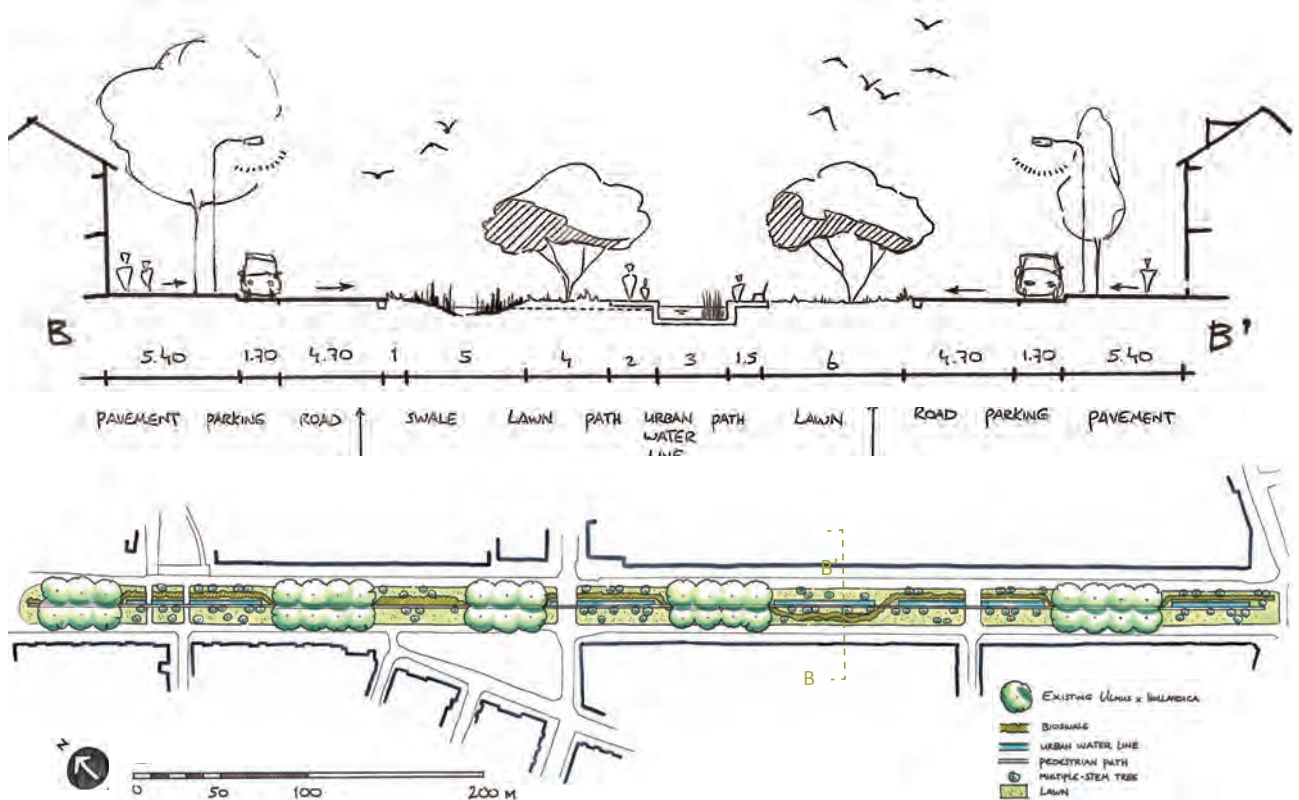 B
B'
5.40 1.70 4.70 1 5 4 2 3 1.5 6 4.70 1.70 5.40
PAVEMENT PARKING ROAD SWALE LAWN PATH URBAN PATH LAWN ROAD PARKING PAVEMENT
WATER
LINE
B'
B
EXISTING ULMUS x HOLLANDICA
BIOSWALE
URBAN WATER LINE
PEDESTRIAN PATH
MULTIPLE-STEM TREE
LAWN
N
0 50 100 200 M